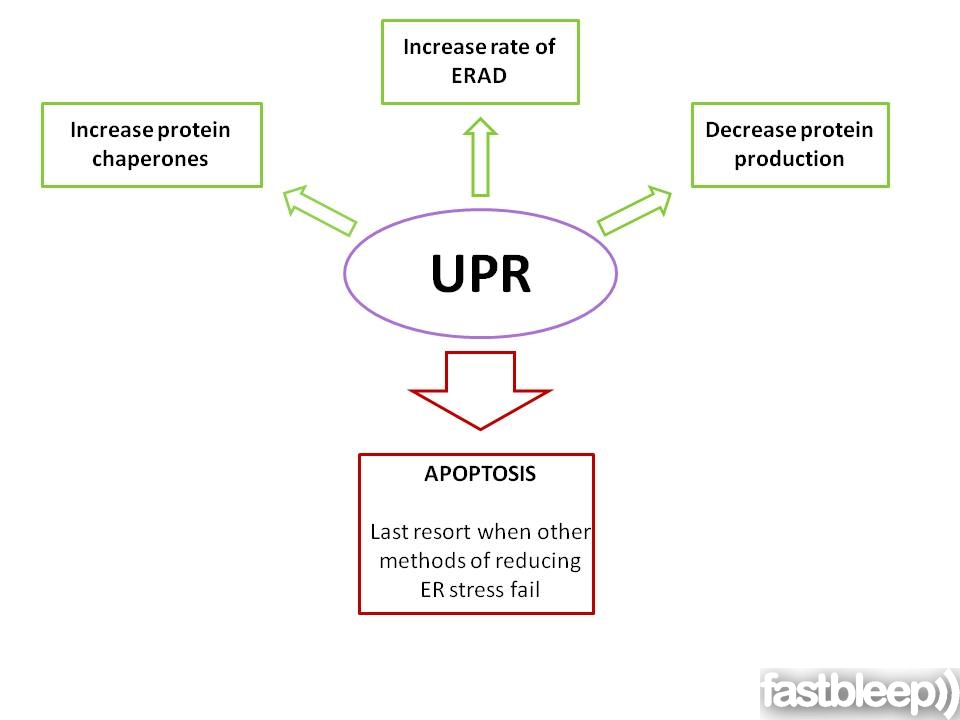 Increase rate of
ERAD
Increase protein
chaperones
Decrease protein
production
UPR
APOPTOSIS
Last resort when other
methods of reducing
ER stress fail
fastbleep